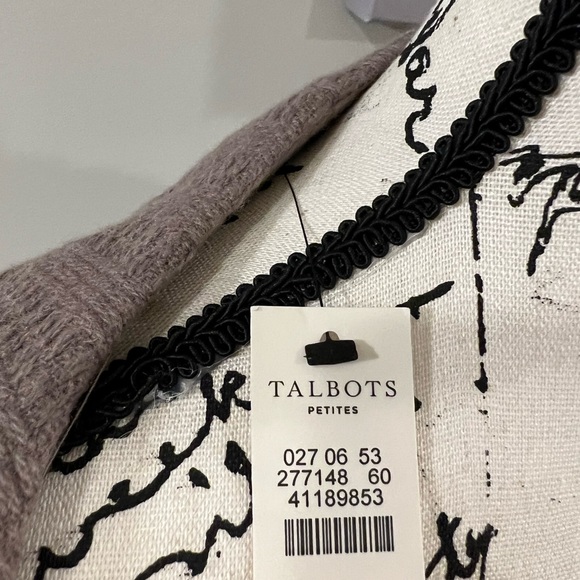 TALBOTS
PETITES
027 06 53
277148 60
41189853